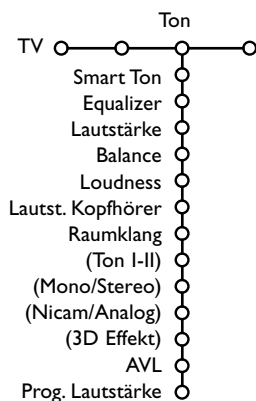 Ton
TV
Smart Ton
Equalizer
Lautstärke
Balance
Loudness
Lautst. Kopfhörer
Raumklang
(Ton I-II)
(Mono/Stereo)
(Nicam/Analog)
(3D Effekt)
AVL
Prog. Lautstärke